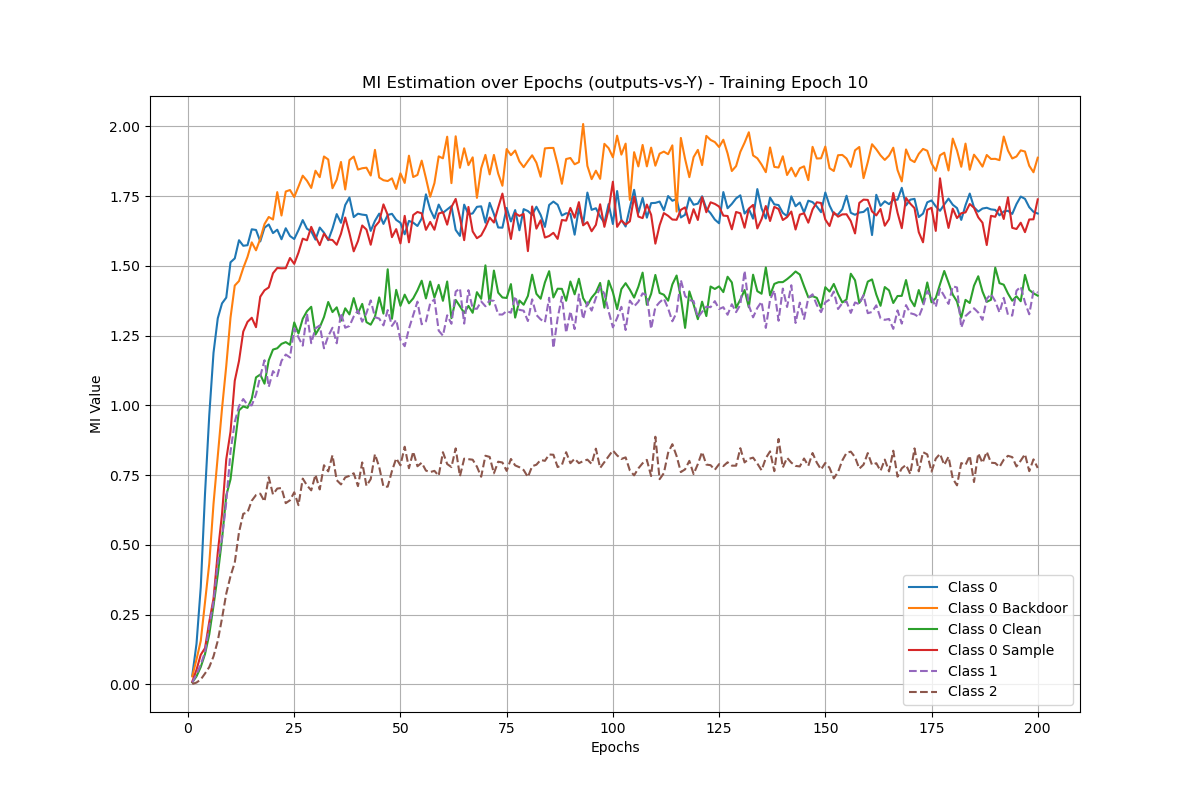 MI Estimation over Epochs (outputs-vs-Y) - Training Epoch 10
MI Value
2.00
1.75
1.50
1.25
1.00
0.75
0.50
0.25
0.00
Class 0
Class 0 Backdoor
Class 0 Clean
Class 0 Sample
Class 1
Class 2
0 25 50 75 100 125 150 175 200
Epochs